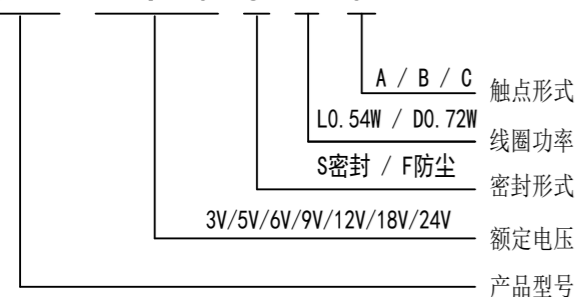 A / B / C 触点形式
L0.54W / D0.72W 线圈功率
S密封 / F防尘 密封形式
3V/5V/6V/9V/12V/18V/24V 额定电压
产品型号